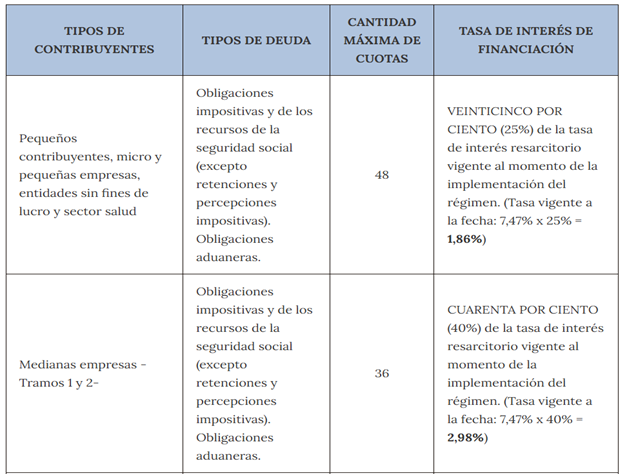 TIPOS DE
CONTRIBUYENTES
TIPOS DE DEUDA
CANTIDAD
MÁXIMA DE
CUOTAS
TASA DE INTERÉS DE
FINANCIACIÓN
Pequeños
contribuyentes, micro y
pequeñas empresas,
entidades sin fines de
lucro y sector salud
Obligaciones
impositivas y de los
recursos de la
seguridad social
(excepto
retenciones y
percepciones
impositivas).
Obligaciones
aduaneras.
48
VEINTICINCO POR
CIENTO (25%) de la tasa
de interés resarcitorio
vigente al momento de la
implementación del
régimen. (Tasa vigente a
la fecha: 7,47% x 25% =
1,86%)
Medianas empresas -
Tramos 1 y 2-
Obligaciones
impositivas y de los
recursos de la
seguridad social
(excepto
retenciones y
percepciones
impositivas).
Obligaciones
aduaneras.
36
CUARENTA POR CIENTO
(40%) de la tasa de interés
resarcitorio vigente al
momento de la
implementación del
régimen. (Tasa vigente a
la fecha: 7,47% x 40% =
2,98%)